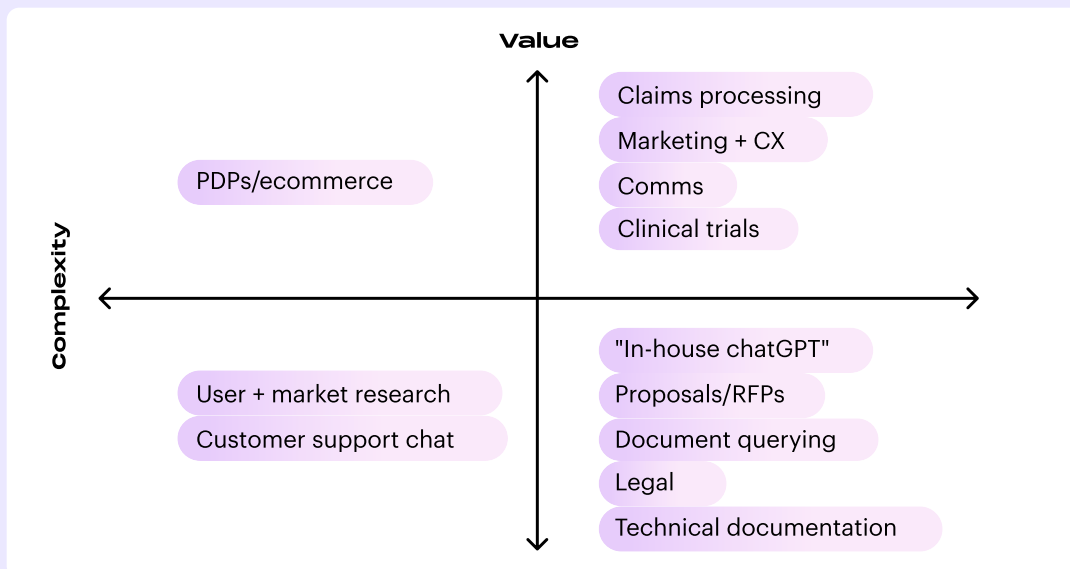 Value
Claims processing
Marketing + CX
PDPs/ecommerce
Comms
Clinical trials
Complexity
"In-house chatGPT"
User + market research
Proposals/RFPs
Customer support chat
Document querying
Legal
Technical documentation